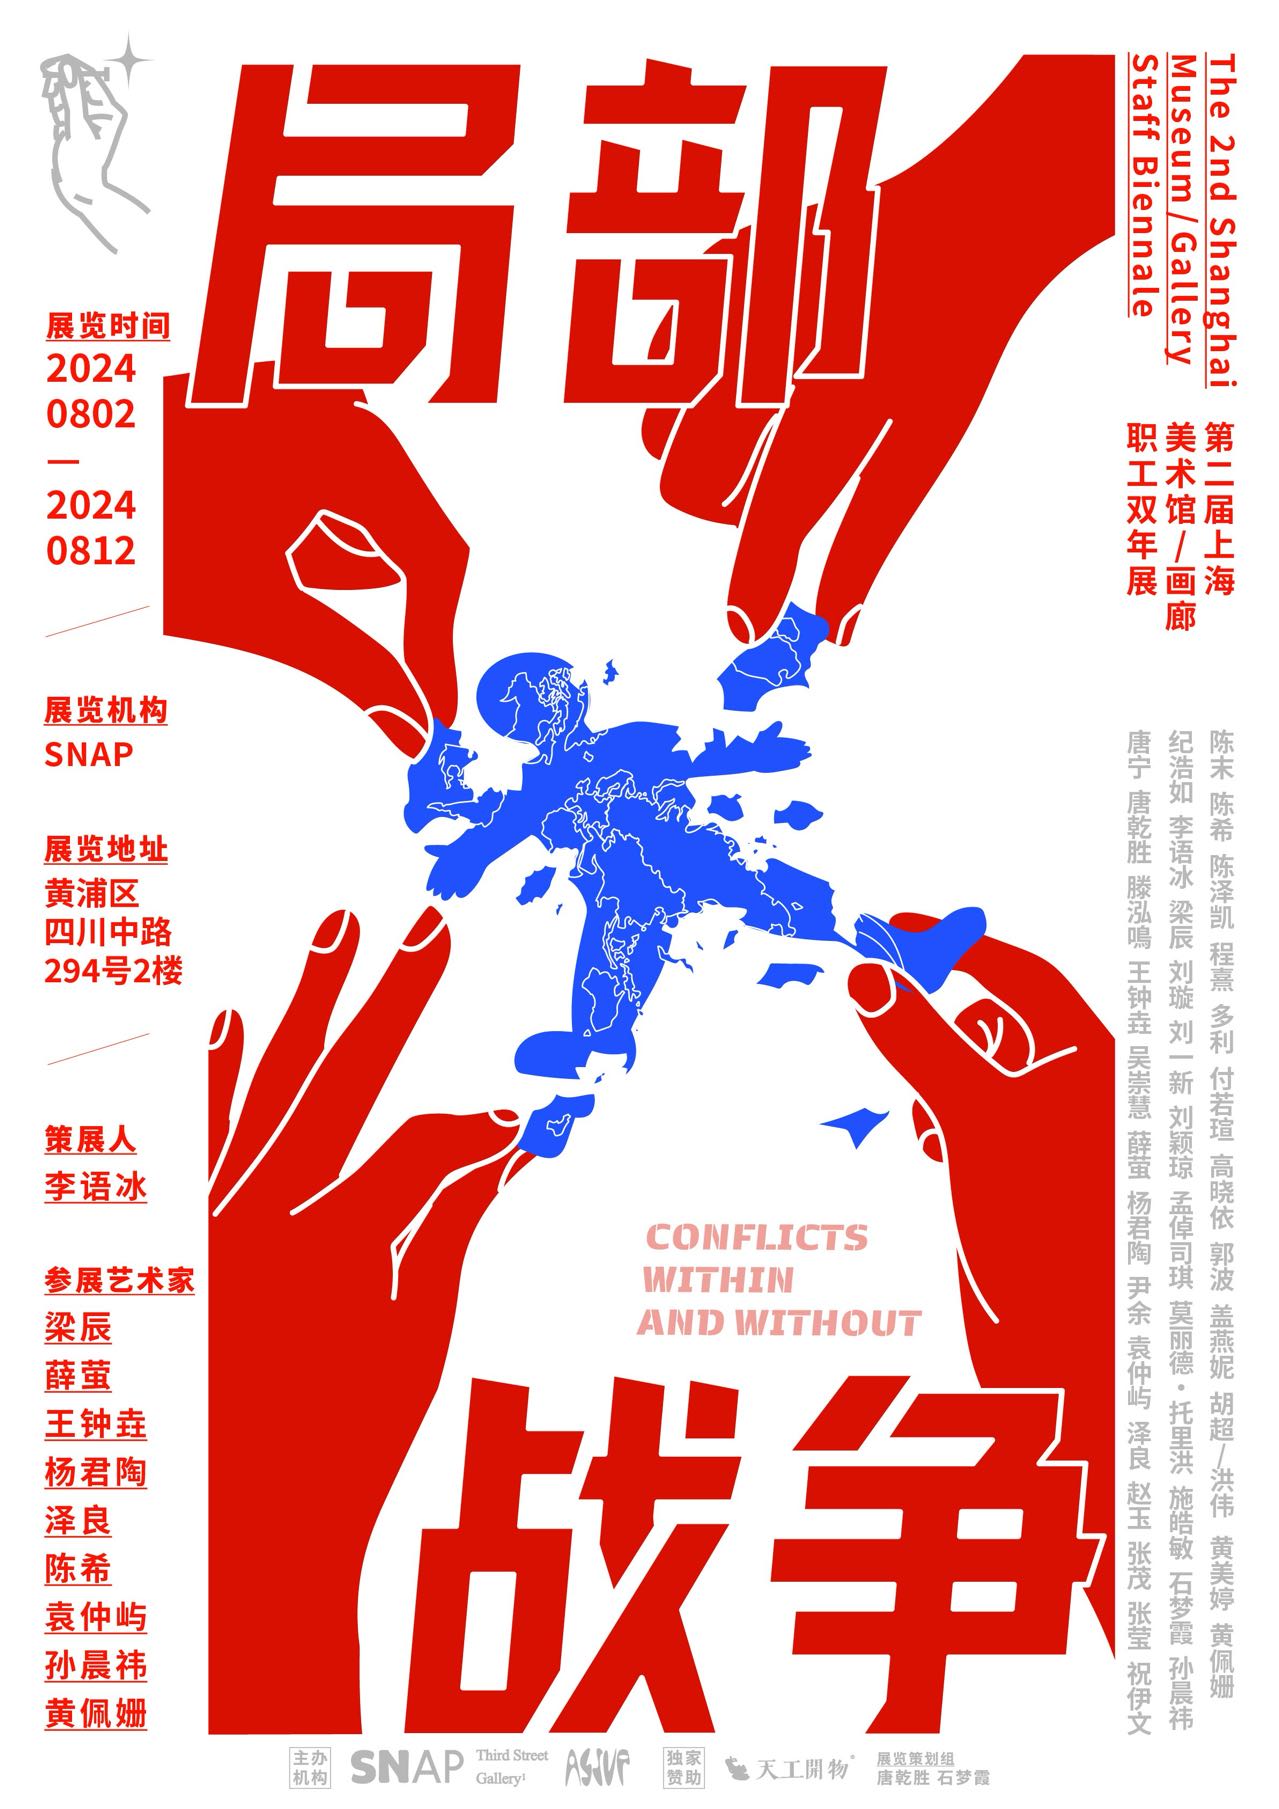 局部
The 2nd Shanghai
Museum/Gallery
Staff Biennale
第二届上海
美术馆/画廊
职工双年展
展览时间
2024
0802
—
2024
0812
展览机构
SNAP
展览地址
黄浦区
四川中路
294号2楼
策展人
李语冰
参展艺术家
梁辰
薛萤
王钟垚
杨君陶
泽良
陈希
袁仲屿
孙晨祎
黄佩姗
陈末 陈希 陈泽凯 程熹 多利 付若瑄 高晓依 郭波 盖燕妮 胡超/洪伟 黄美婷 黄佩姗
纪浩如 李语冰 梁辰 刘璇 刘一新 刘颖琼 孟倬司琪 莫丽德·托里洪 施皓敏 石梦霞 孙晨祎
唐宁 唐乾胜 滕泓鳴 王钟垚 吴崇慧 薛萤 杨君陶 尹余 袁仲屿 泽良 赵玉 张茂 张莹 祝伊文
CONFLICTS
WITHIN
AND WITHOUT
战争
主办
机构
SNAP
Third Street
Gallery¹
独家
赞助
天工開物
展览策划组
唐乾胜 石梦霞